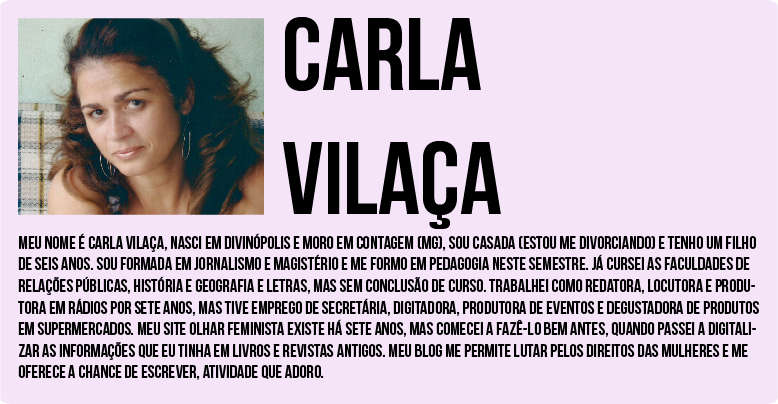 CARLA
VILAÇA
MEU NOME É CARLA VILAÇA, NASCI EM DIVINÓPOLIS E MORO EM CONTAGEM (MG), SOU CASADA (ESTOU ME DIVORCIANDO) E TENHO UM FILHO
DE SEIS ANOS. SOU FORMADA EM JORNALISMO E MAGISTÉRIO E ME FORMO EM PEDAGOGIA NESTE SEMESTRE. JÁ CURSEI AS FACULDADES DE
RELAÇÕES PÚBLICAS, HISTÓRIA E GEOGRAFIA E LETRAS, MAS SEM CONCLUSÃO DE CURSO. TRABALHEI COMO REDATORA, LOCUTORA E PRODU-
TORA EM RÁDIOS POR SETE ANOS, MAS TIVE EMPREGO DE SECRETÁRIA, DIGITADORA, PRODUTORA DE EVENTOS E DEGUSTADORA DE PRODUTOS
EM SUPERMERCADOS. MEU SITE OLHAR FEMINISTA EXISTE HÁ SETE ANOS, MAS COMECEI A FAZÊ-LO BEM ANTES, QUANDO PASSEI A DIGITALI-
ZAR AS INFORMAÇÕES QUE EU TINHA EM LIVROS E REVISTAS ANTIGOS. MEU BLOG ME PERMITE LUTAR PELOS DIREITOS DAS MULHERES E ME
OFERECE A CHANCE DE ESCREVER, ATIVIDADE QUE ADORO.